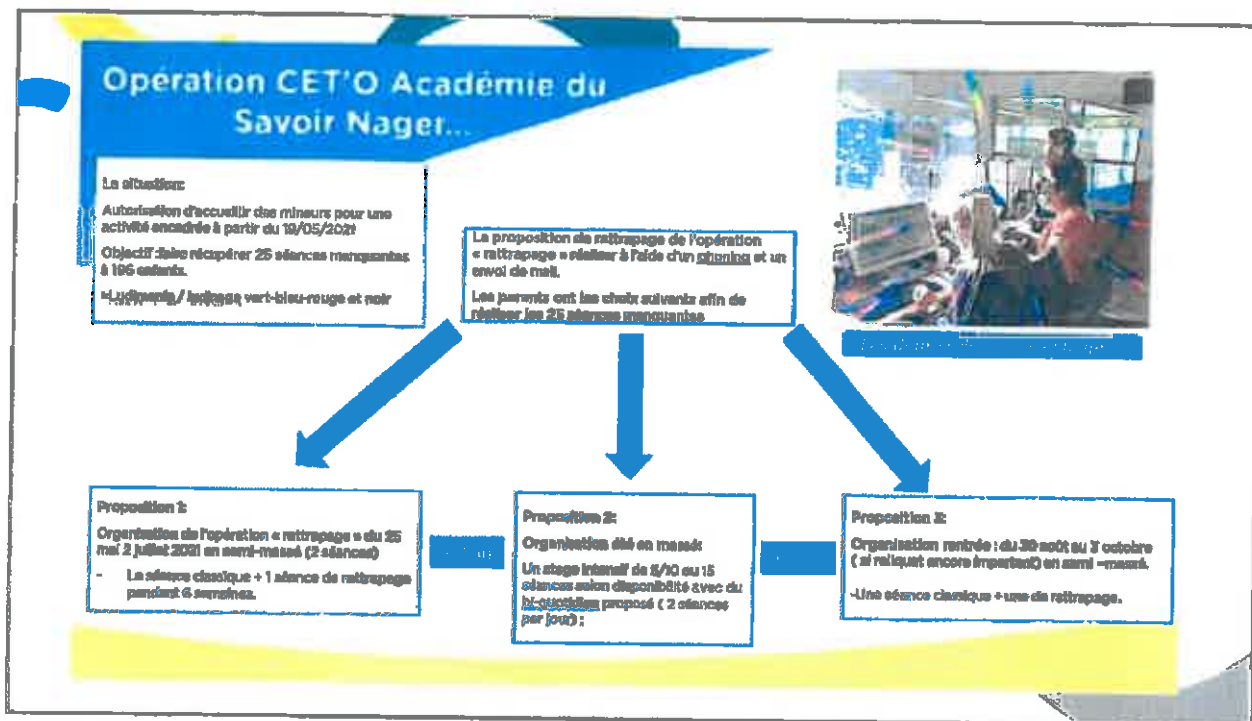 Opération CET'O Académie du
Savoir Nager...
La situation:
Autorisation d'accueillir des mineurs pour une
activité encadrée à partir du 19/05/2021
Objectif faire récupérer 25 séances manquantes
à 196 enfants.
/ vert-bleu-rouge et noir
La proposition de rattrapage de l'opération
« rattrapage » réaliser à l'aide d'un phoning et un
envoi de mail.
Les parents ont les choix suivants afin de
réaliser les 25 séances manquantes
Proposition 1:
Organisation de l'opération « rattrapage » du 25
mai 2 juillet 2021 en semi-massé (2 séances)
- La séance classique + 1 séance de rattrapage
pendant 6 semaines.
Proposition 2:
Organisation été en massé:
Un stage intensif de 5/10 ou 15
séances selon disponibilité avec du
bi-quotidien proposé ( 2 séances
par jour) ;
Proposition 3:
Organisation rentrée : du 30 août au 3 octobre
( si reliquat encore important) en semi -massé.
-Une séance classique + une de rattrapage.